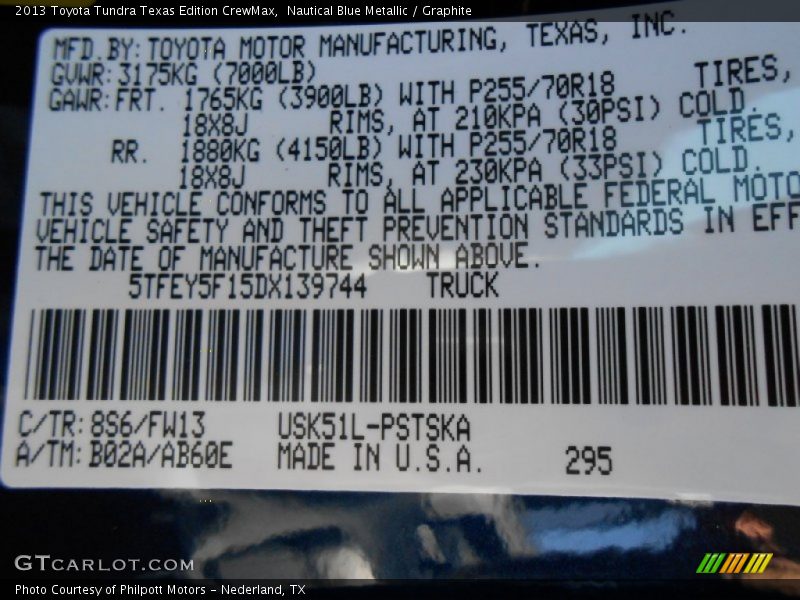 2013 Toyota Tundra Texas Edition CrewMax, Nautical Blue Metallic / Graphite
MFD.BY:TOYOTA MOTOR MANUFACTURING, TEXAS, INC.
GVWR:3175KG (7000LB)
GAWR:FRT. 1765KG (3900LB) WITH P255/70R18 TIRES,
18X8J RIMS, AT 210KPA (30PSI) COLD.
RR. 1880KG (4150LB) WITH P255/70R18 TIRES,
18X8J RIMS, AT 230KPA (33PSI) COLD.
THIS VEHICLE CONFORMS TO ALL APPLICABLE FEDERAL MOTO
VEHICLE SAFETY AND THEFT PREVENTION STANDARDS IN EFF
THE DATE OF MANUFACTURE SHOWN ABOVE.
5TFEY5F15DX139744 TRUCK
C/TR:8S6/FW13 USK51L-PSTSKA
A/TM:B02A/AB60E MADE IN U.S.A. 295
GTCARLOT.COM
Photo Courtesy of Philpott Motors - Nederland, TX